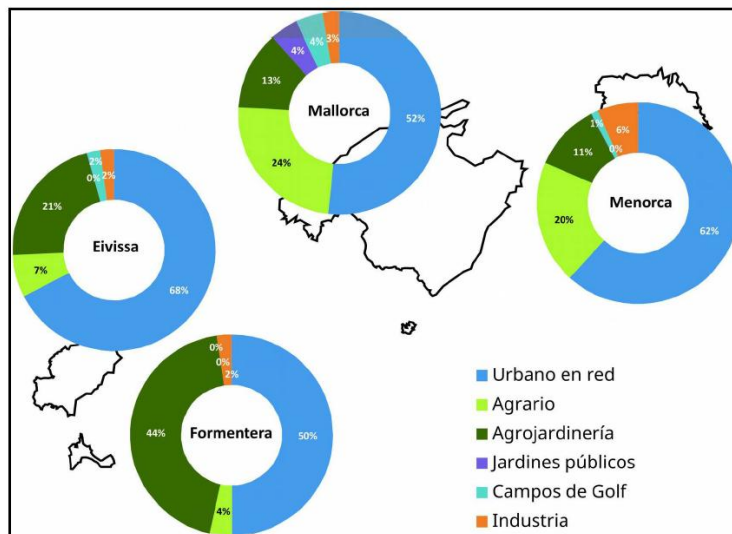 3%
4%
4%
13%
Mallorca
52%
24%
1%
6%
0%
11%
20%
Menorca
62%
2%
0%
2%
21%
Eivissa
7%
68%
0%
0%
2%
44%
Formentera
50%
4%
Urbano en red
Agrario
Agrojardinería
Jardines públicos
Campos de Golf
Industria